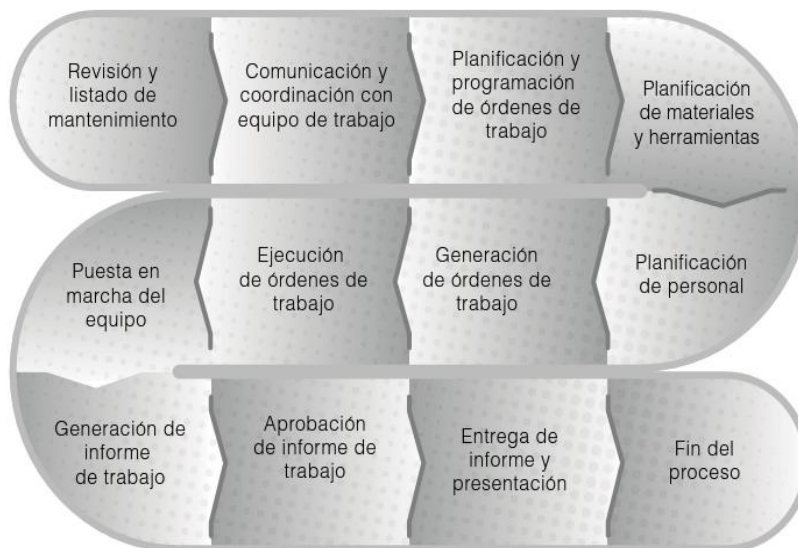 Revisión y
listado de
mantenimiento
Comunicación y
coordinación con
equipo de trabajo
Planificación y
programación
de órdenes de
trabajo
Planificación
de materiales
y herramientas
Planificación
de personal
Generación
de órdenes de
trabajo
Ejecución
de órdenes de
trabajo
Puesta en
marcha del
equipo
Generación de
informe
de trabajo
Aprobación
de informe de
trabajo
Entrega de
informe y
presentación
Fin del
proceso